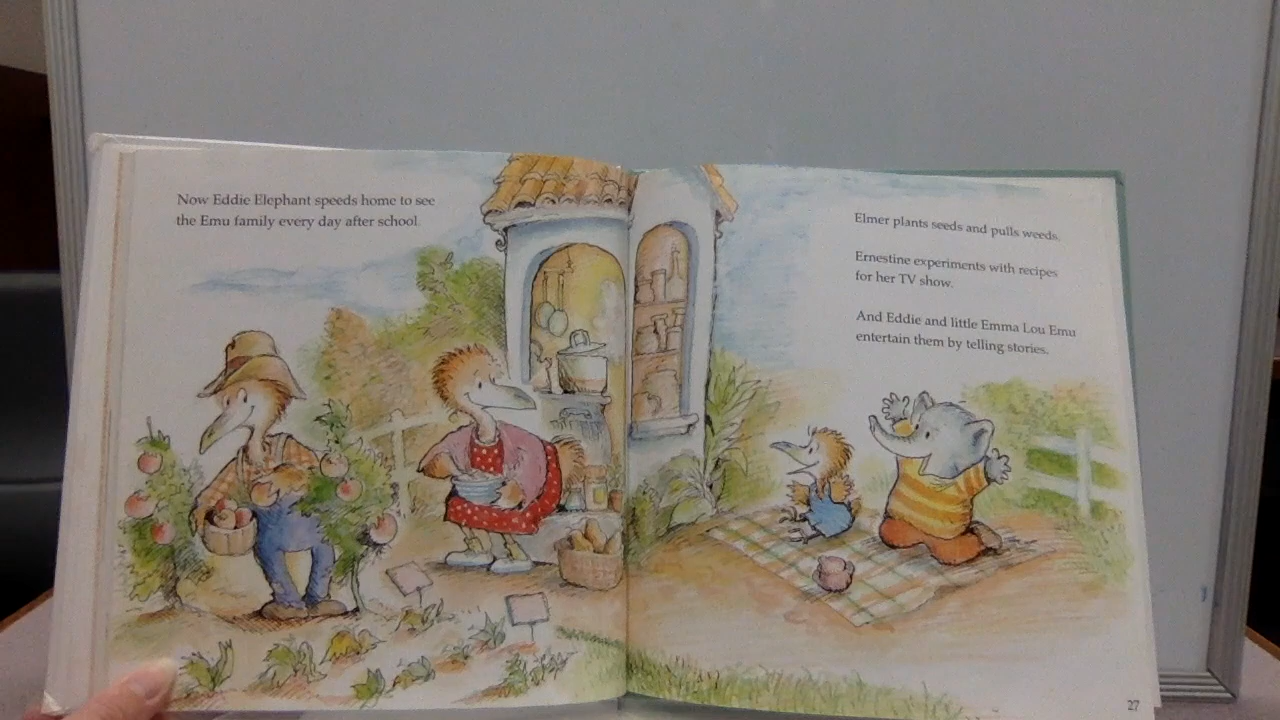 Now Eddie Elephant speeds home to see
the Emu family every day after school.
Elmer plants seeds and pulls weeds.
Ernestine experiments with recipes
for her TV show.
And Eddie and little Emma Lou Emu
entertain them by telling stories.
27